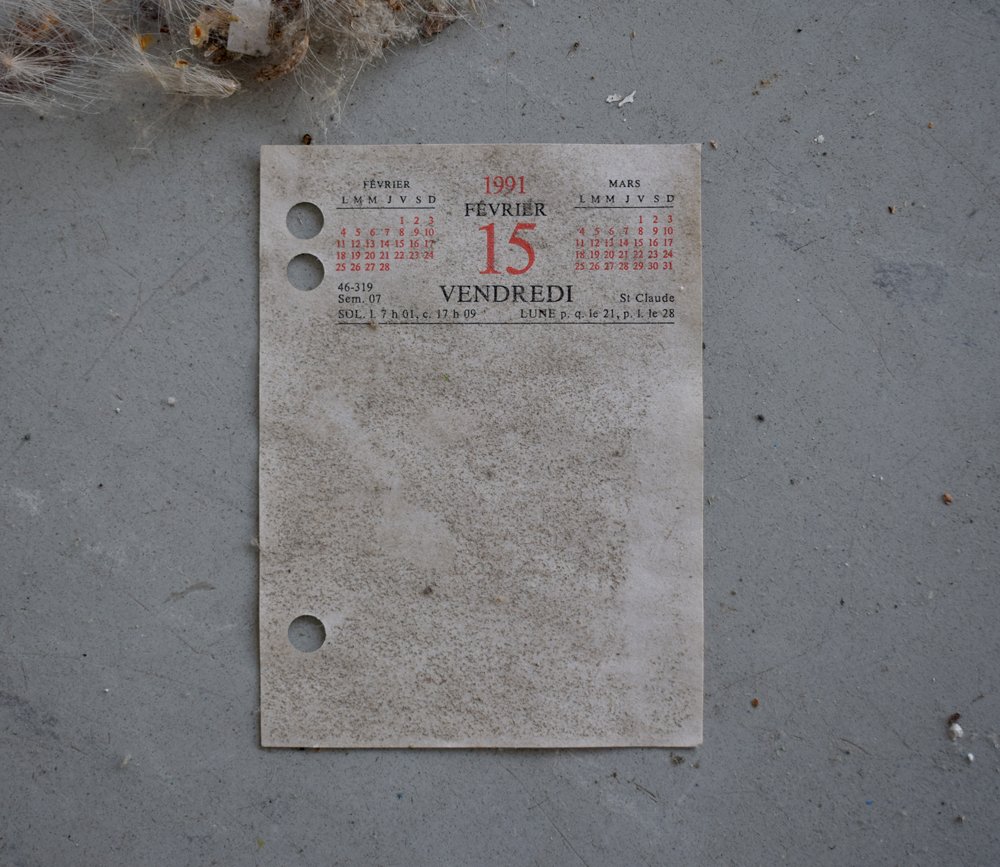 FÉVRIER
L M M J V S D
1 2 3
4 5 6 7 8 9 10
11 12 13 14 15 16 17
18 19 20 21 22 23 24
25 26 27 28
1991
FÉVRIER
15
VENDREDI
MARS
L M M J V S D
1 2 3
4 5 6 7 8 9 10
11 12 13 14 15 16 17
18 19 20 21 22 23 24
25 26 27 28 29 30 31
46-319
Sem. 07
St Claude
SOL. l. 7 h 01, c. 17 h 09 LUNE p. q. le 21, p. l. le 28